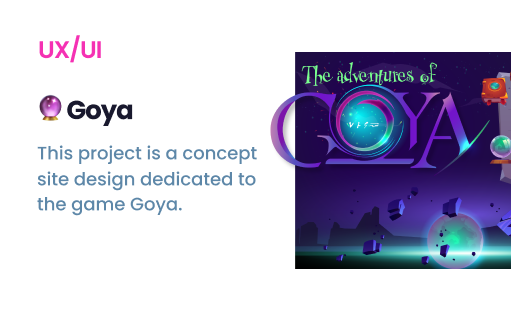 UX/UI
🔮 Goya
This project is a concept
site design dedicated to
the game Goya.
The adventures of
GOYA